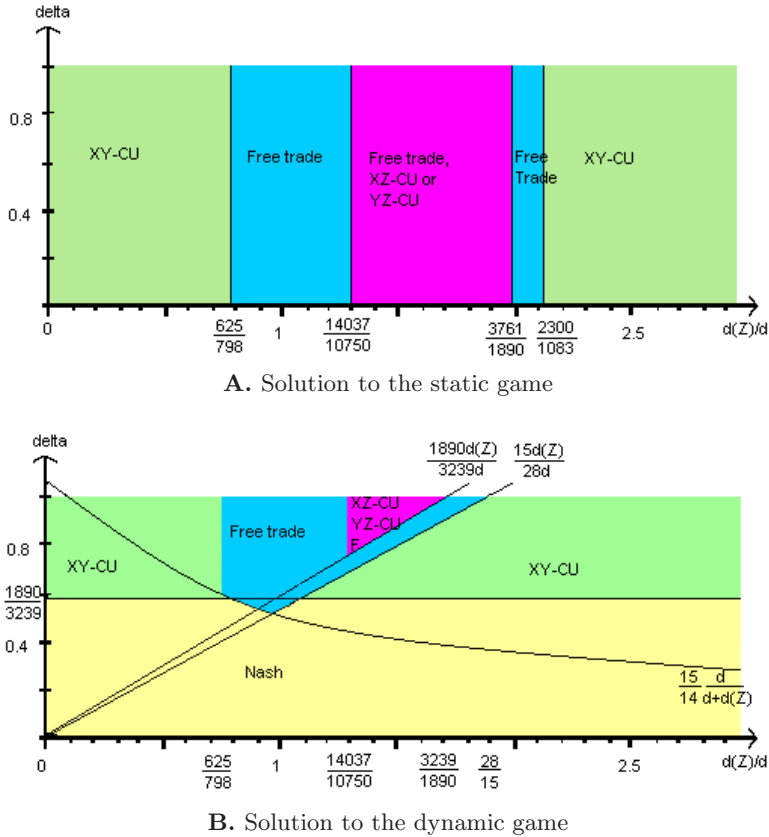 delta
0.8
0.4
XY-CU
Free trade
Free trade,
XZ-CU or
YZ-CU
Free
Trade
XY-CU
0
625
798
1
14037
10750
3761
1890
2300
1083
2.5
d(Z)/d
A. Solution to the static game
delta
1890d(Z)
3239d
15d(Z)
28d
0.8
1890
3239
0.4
XY-CU
Free trade
XZ-CU
YZ-CU
F
XY-CU
Nash
15
14
d
d+d(Z)
0
625
798
1
14037
10750
3239
1890
28
15
2.5
d(Z)/d
B. Solution to the dynamic game